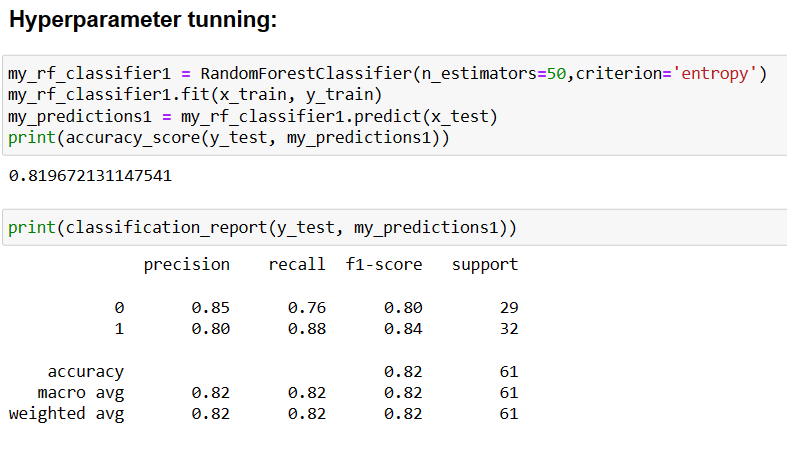 Hyperparameter tunning:
my_rf_classifier1 = RandomForestClassifier(n_estimators=50,criterion='entropy')
my_rf_classifier1.fit(x_train, y_train)
my_predictions1 = my_rf_classifier1.predict(x_test)
print(accuracy_score(y_test, my_predictions1))
0.819672131147541
print(classification_report(y_test, my_predictions1))
precision recall f1-score support
0 0.85 0.76 0.80 29
1 0.80 0.88 0.84 32
accuracy 0.82 61
macro avg 0.82 0.82 0.82 61
weighted avg 0.82 0.82 0.82 61